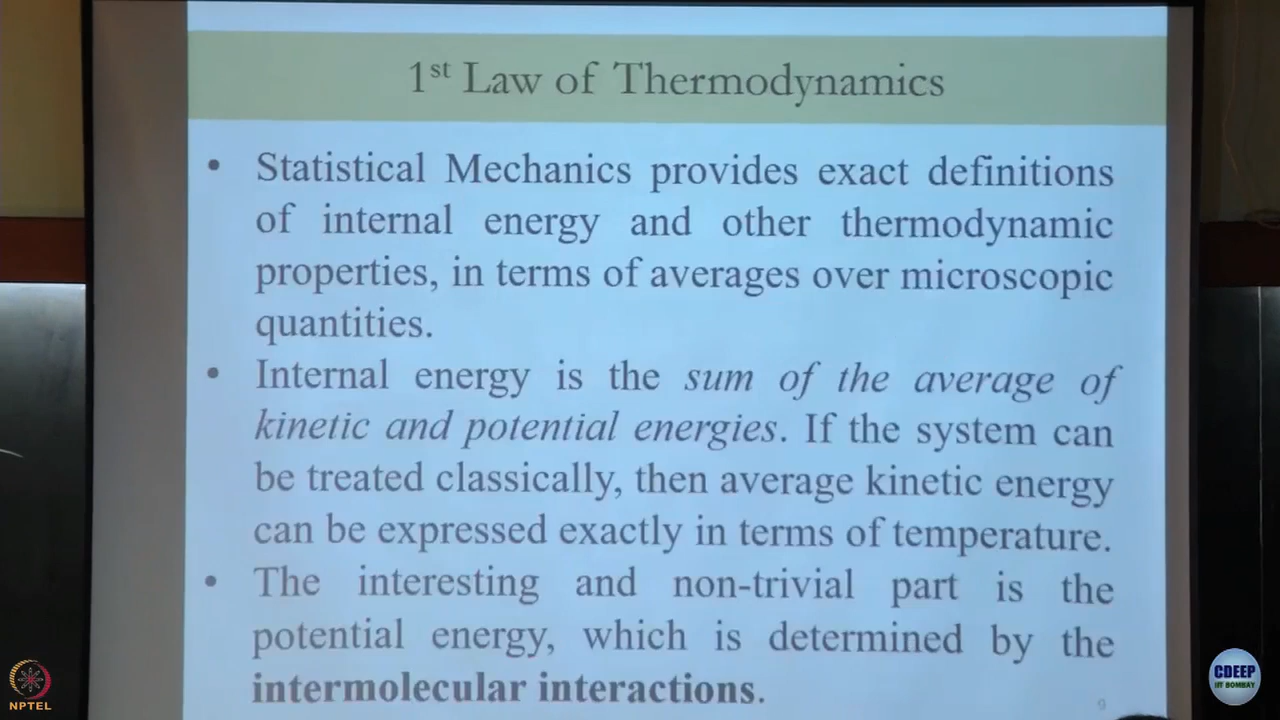 1st Law of Thermodynamics
• Statistical Mechanics provides exact definitions
of internal energy and other thermodynamic
properties, in terms of averages over microscopic
quantities.
• Internal energy is the sum of the average of
kinetic and potential energies. If the system can
be treated classically, then average kinetic energy
can be expressed exactly in terms of temperature.
• The interesting and non-trivial part is the
potential energy, which is determined by the
intermolecular interactions.
9
NPTEL
CDEEP
IIT BOMBAY